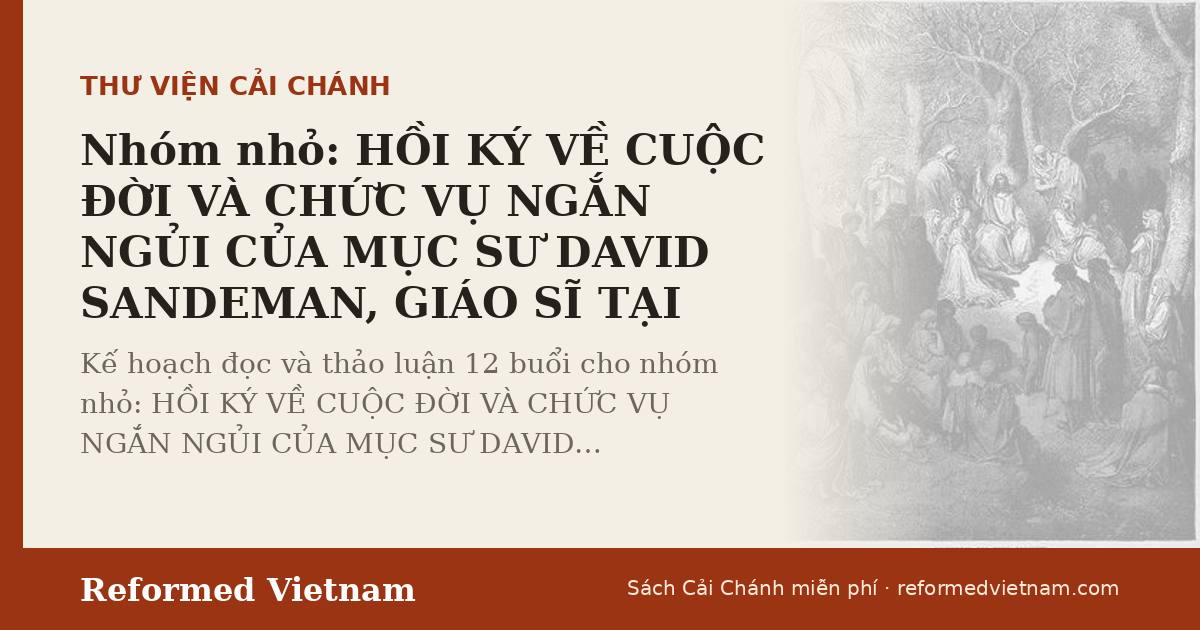 THƯ VIỆN CẢI CHÁNH
Nhóm nhỏ: HỒI KÝ VỀ CUỘC
ĐỜI VÀ CHỨC VỤ NGẮN
NGỦI CỦA MỤC SƯ DAVID
SANDEMAN, GIÁO SĨ TẠI
Kế hoạch đọc và thảo luận 12 buổi cho nhóm
nhỏ: HỒI KÝ VỀ CUỘC ĐỜI VÀ CHỨC VỤ
NGẮN NGỦI CỦA MỤC SƯ DAVID...
Reformed Vietnam
Sách Cải Chánh miễn phí · reformedvietnam.com